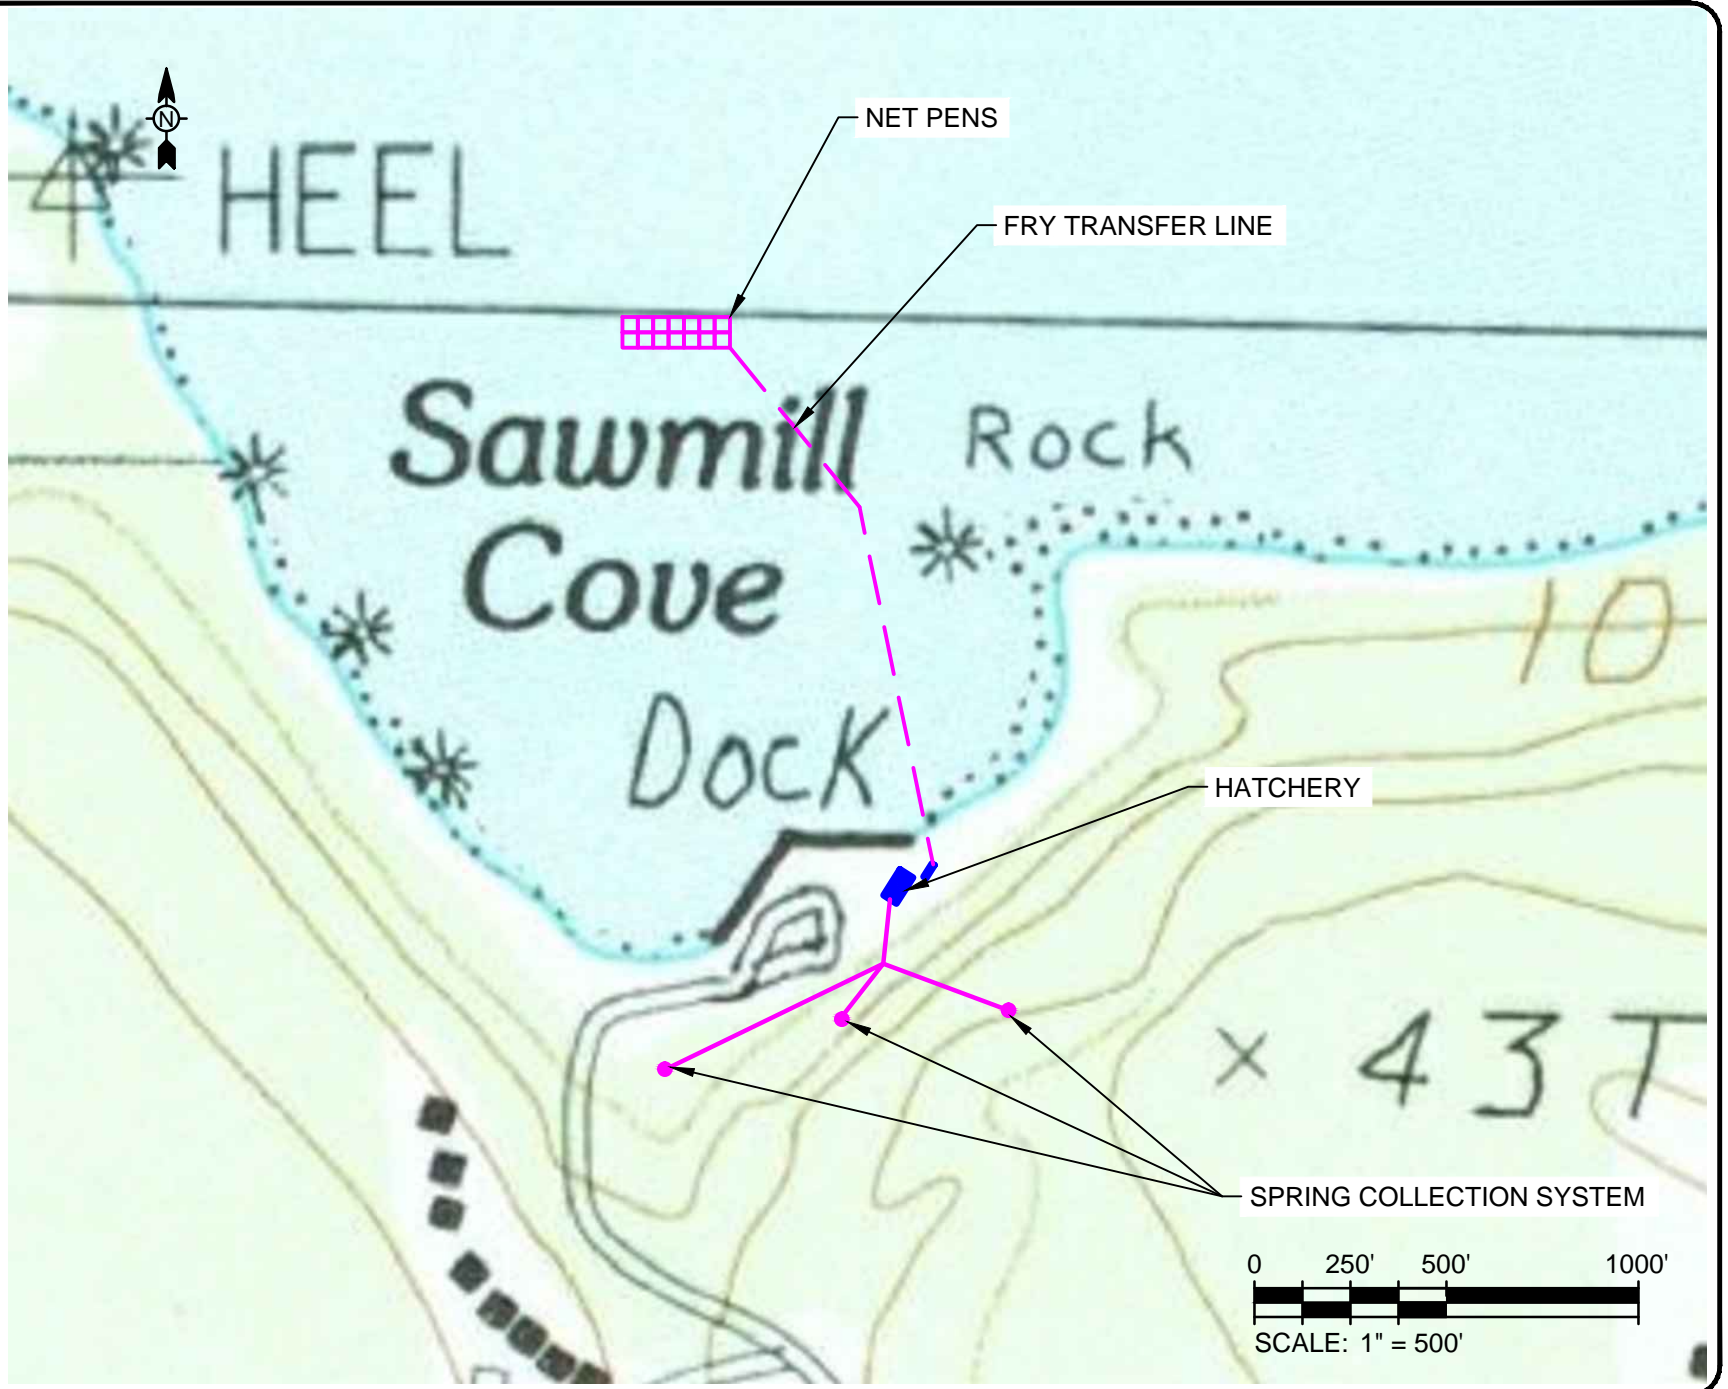 N
NET PENS
HEEL
FRY TRANSFER LINE
Sawmill
Cove
Rock
10
DOCK
HATCHERY
× 43T
SPRING COLLECTION SYSTEM
0 250' 500' 1000'
SCALE: 1" = 500'